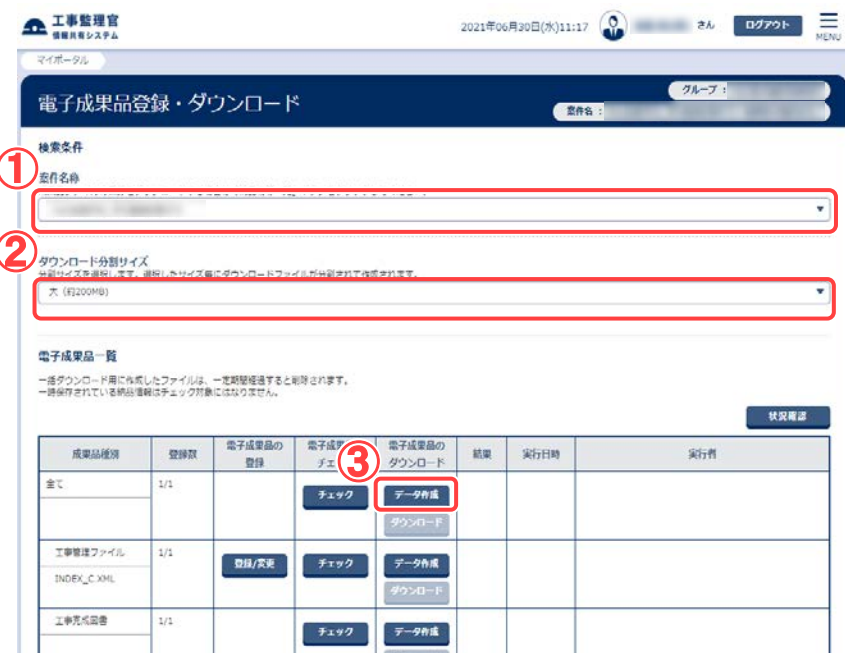 工事監理官
情報共有システム
2021年06月30日(水)11:17
さん
ログアウト
MENU
マイポータル
電子成果品登録・ダウンロード
グループ：
案件名：
検索条件
①
案件名称
②
ダウンロード分割サイズ
分割サイズを選択します。選択したサイズ毎にダウンロードファイルが分割されて作成されます。
大（約200MB）
電子成果品一覧
一括ダウンロード用に作成したファイルは、一定期間経過すると削除されます。
一時保存されている納品情報はチェック対象にはなりません。
状況確認
成果品種別
登録数
電子成果品の
登録
電子成
チェ
③
電子成果品の
ダウンロード
結果
実行日時
実行者
全て
1/1
チェック
データ作成
ダウンロード
工事管理ファイル
INDEX_C.XML
1/1
登録/変更
チェック
データ作成
ダウンロード
工事完成図書
1/1
チェック
データ作成